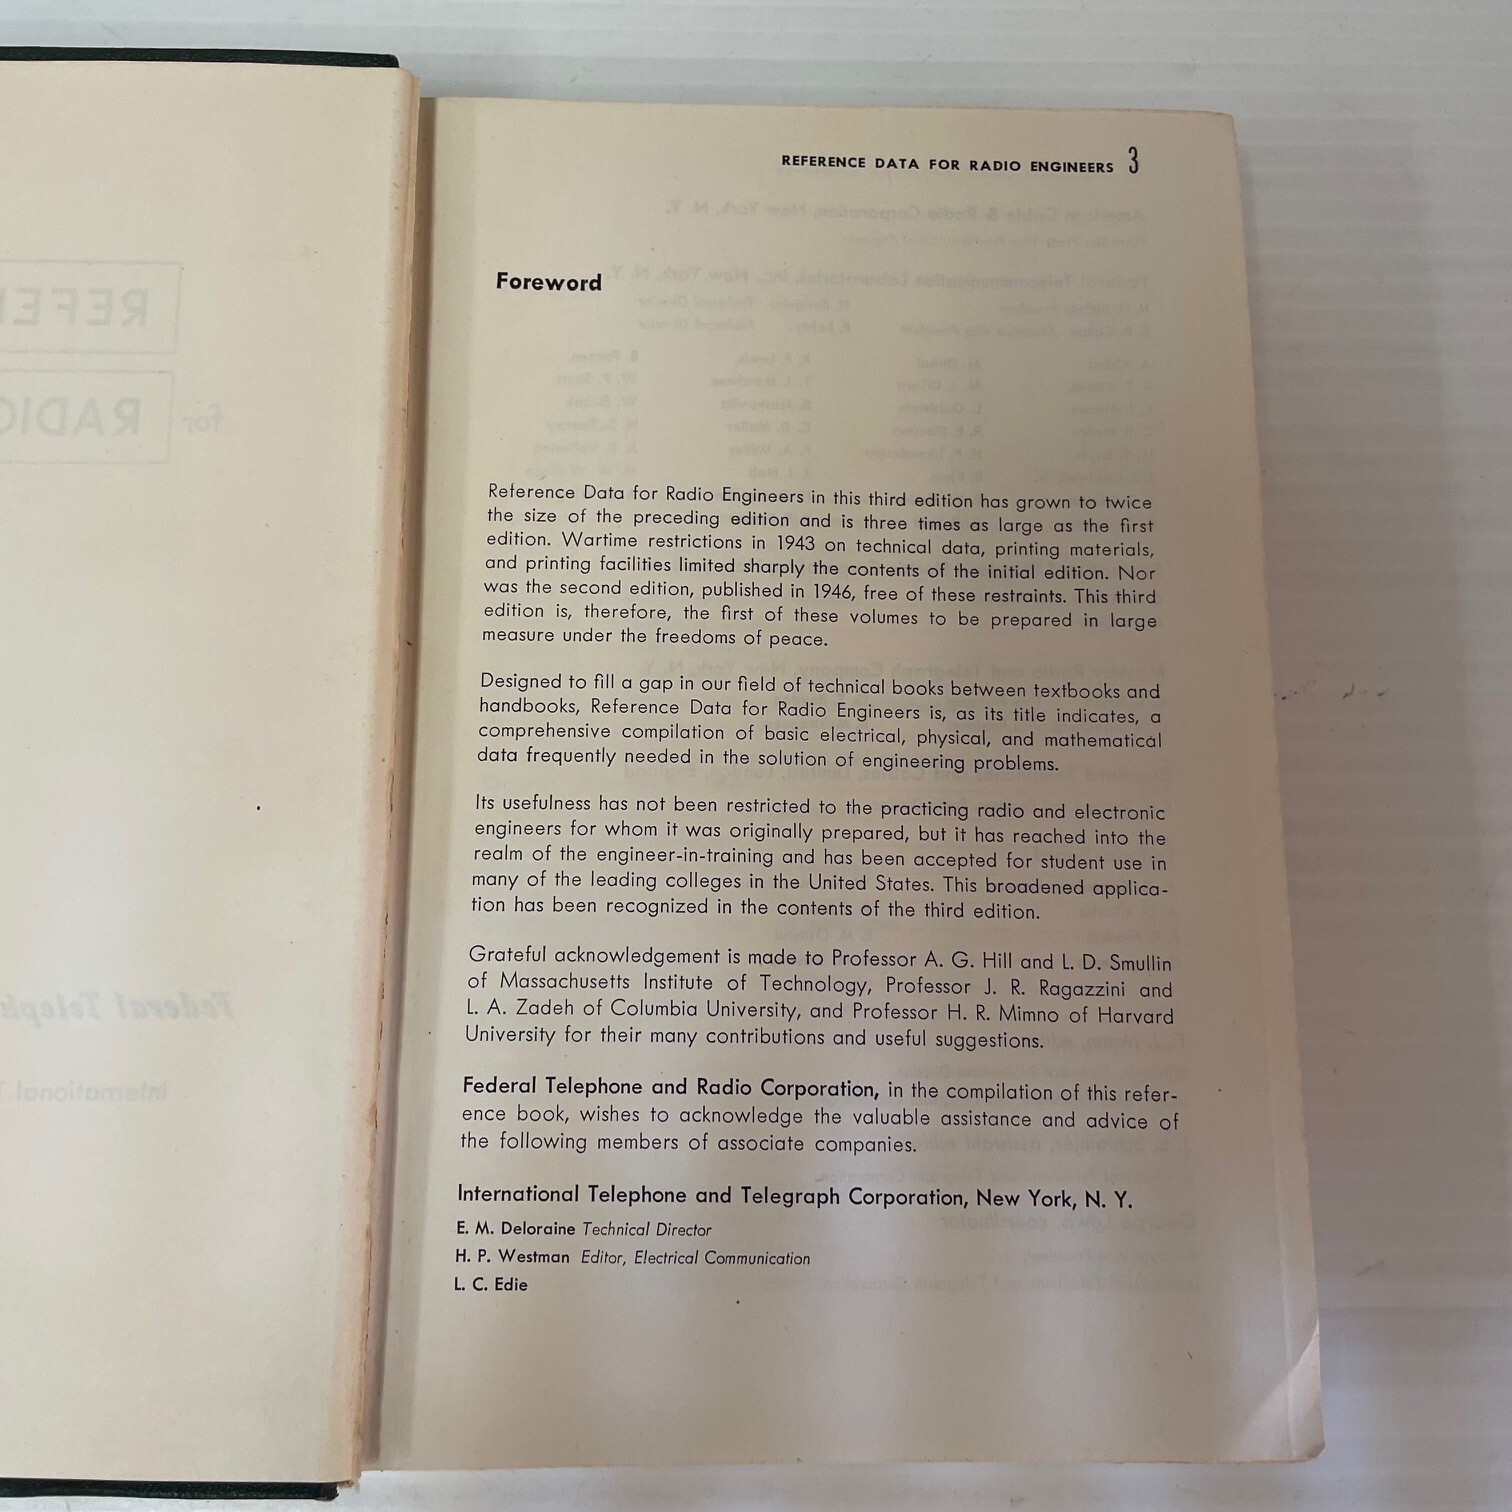 REFERENCE DATA FOR RADIO ENGINEERS 3
Foreword
Reference Data for Radio Engineers in this third edition has grown to twice
the size of the preceding edition and is three times as large as the first
edition. Wartime restrictions in 1943 on technical data, printing materials,
and printing facilities limited sharply the contents of the initial edition. Nor
was the second edition, published in 1946, free of these restraints. This third
edition is, therefore, the first of these volumes to be prepared in large
measure under the freedoms of peace.
Designed to fill a gap in our field of technical books between textbooks and
handbooks, Reference Data for Radio Engineers is, as its title indicates, a
comprehensive compilation of basic electrical, physical, and mathematical
data frequently needed in the solution of engineering problems.
Its usefulness has not been restricted to the practicing radio and electronic
engineers for whom it was originally prepared, but it has reached into the
realm of the engineer-in-training and has been accepted for student use in
many of the leading colleges in the United States. This broadened applica-
tion has been recognized in the contents of the third edition.
Grateful acknowledgement is made to Professor A. G. Hill and L. D. Smullin
of Massachusetts Institute of Technology, Professor J. R. Ragazzini and
L. A. Zadeh of Columbia University, and Professor H. R. Mimno of Harvard
University for their many contributions and useful suggestions.
Federal Telephone and Radio Corporation, in the compilation of this refer-
ence book, wishes to acknowledge the valuable assistance and advice of
the following members of associate companies.
International Telephone and Telegraph Corporation, New York, N. Y.
E. M. Deloraine Technical Director
H. P. Westman Editor, Electrical Communication
L. C. Edie